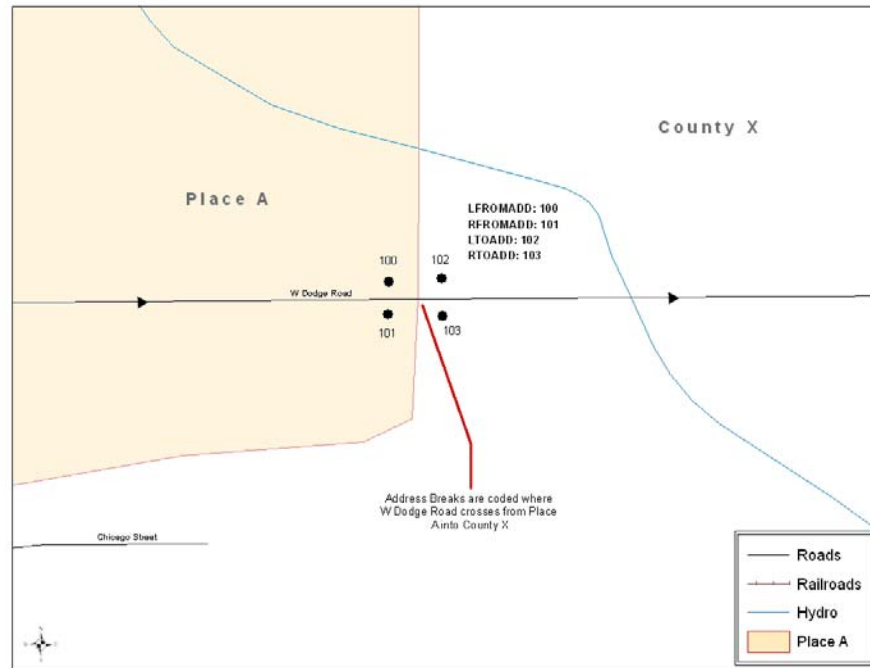 County X
Place A
LFROMADD: 100
RFROMADD: 101
LTOADD: 102
RTOADD: 103
100
102
W Dodge Road
101
103
Address Breaks are coded where
W Dodge Road crosses from Place
Ainto County X
Chicago Street
Roads
Railroads
Hydro
Place A